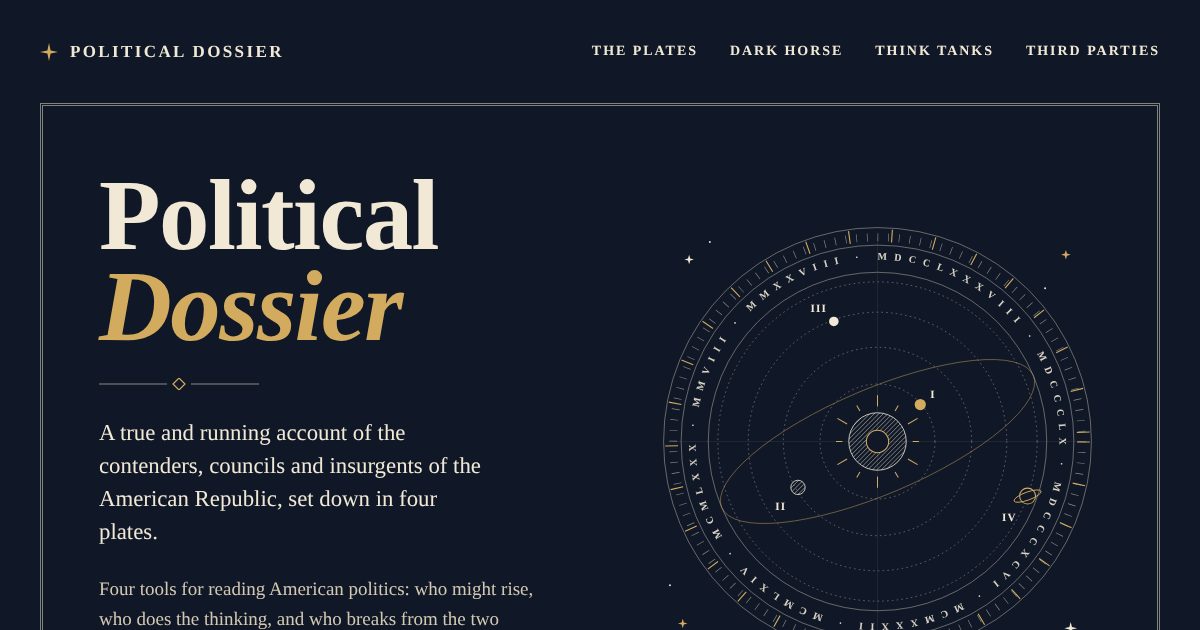 POLITICAL DOSSIER
THE PLATES
DARK HORSE
THINK TANKS
THIRD PARTIES
Political
Dossier
A true and running account of the
contenders, councils and insurgents of the
American Republic, set down in four
plates.
Four tools for reading American politics: who might rise,
who does the thinking, and who breaks from the two
MDCCLXXXVIII · MDCCCLX · MDCCCXCVI · MCMXXXII · MCMLXIV · MCMLXXX · MMVIII · MMXXVIII ·
III
I
II
IV